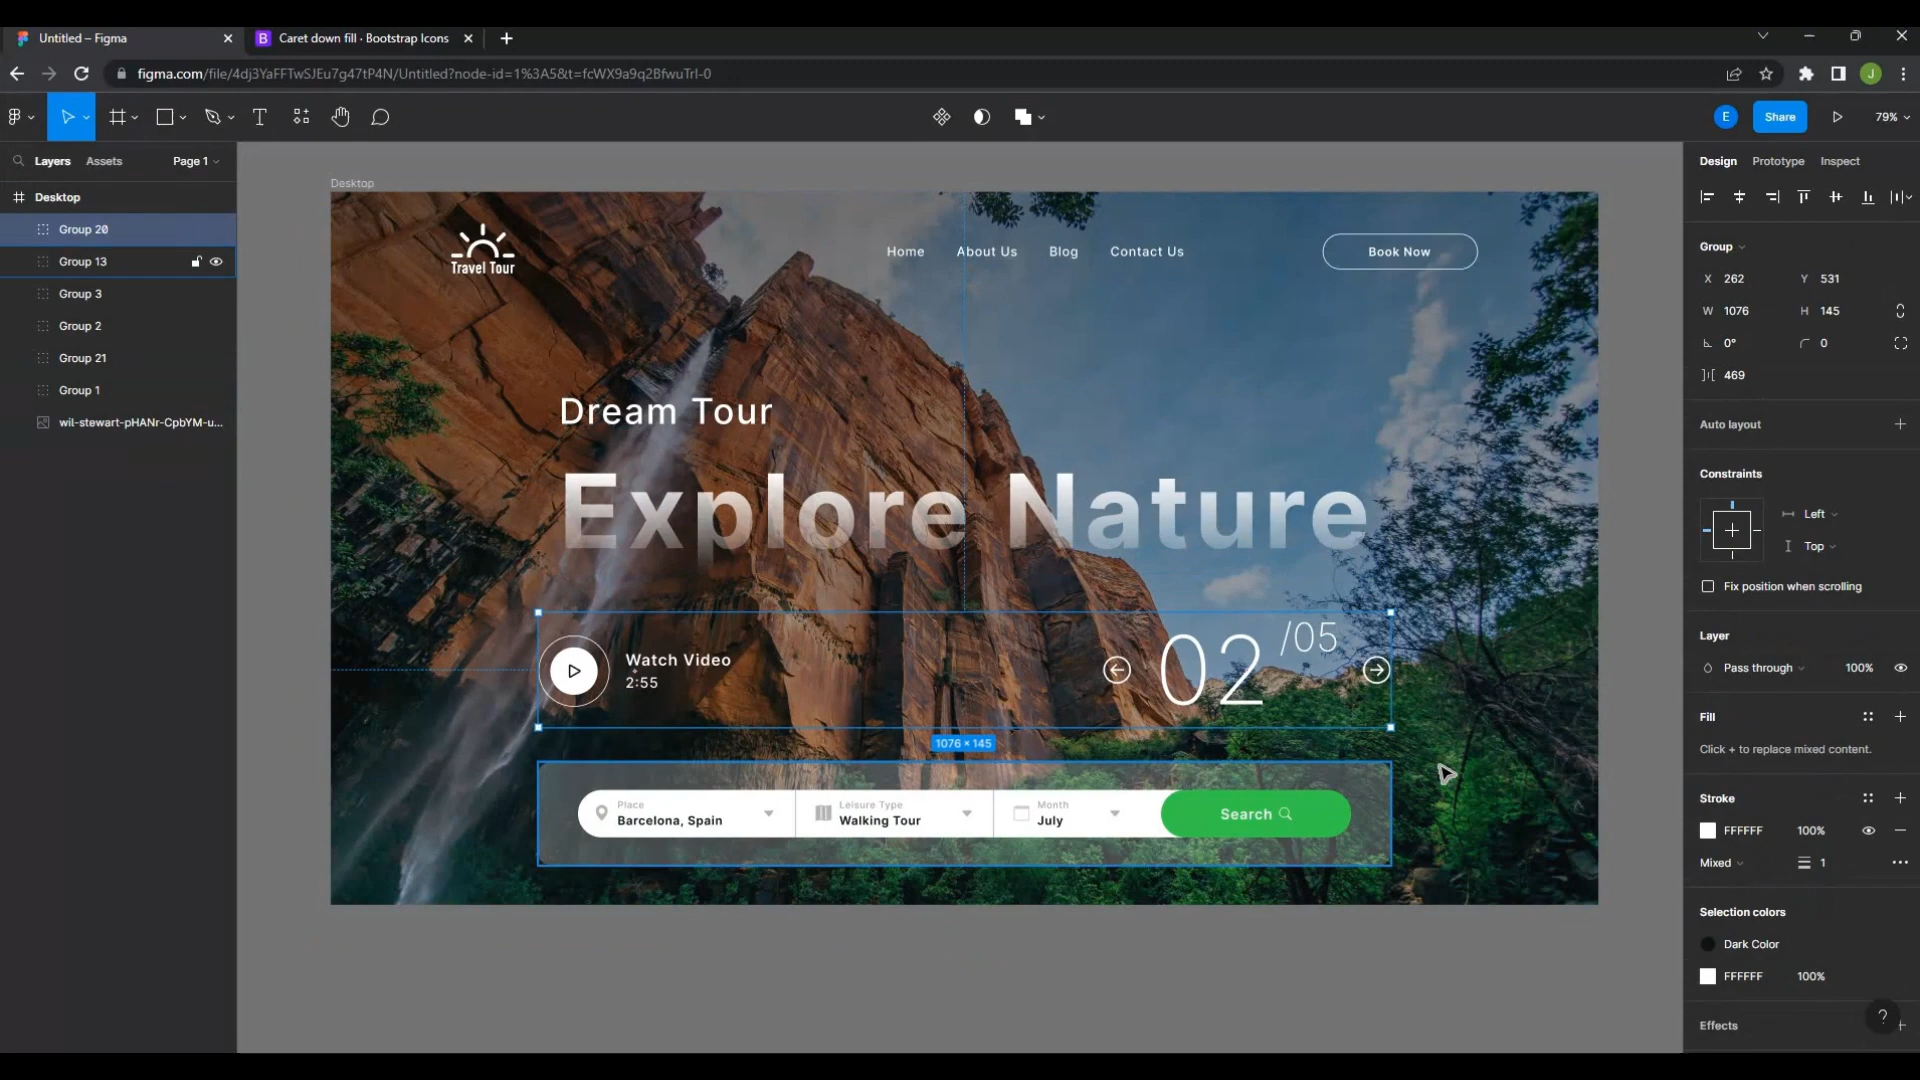 Untitled – Figma
Caret down fill · Bootstrap Icons
figma.com/file/4dj3YaFFTwSJEu7g47tP4N/Untitled?node-id=1%3A5&t=fcWX9a9q2BfwuTrI-0
J
E
Share
79%
Layers
Assets
Page 1
Desktop
Group 20
Group 13
Group 3
Group 2
Group 21
Group 1
wil-stewart-pHANr-CpbYM-u...
Desktop
Travel Tour
Home
About Us
Blog
Contact Us
Book Now
Dream Tour
Explore Nature
Watch Video
2:55
02
/05
1076 × 145
Place
Barcelona, Spain
Leisure Type
Walking Tour
Month
July
Search
Design
Prototype
Inspect
Group
X 262
Y 531
W 1076
H 145
0°
0
469
Auto layout
Constraints
Left
Top
Fix position when scrolling
Layer
Pass through
100%
Fill
Click + to replace mixed content.
Stroke
FFFFFF
100%
Mixed
1
Selection colors
Dark Color
FFFFFF
100%
Effects
?